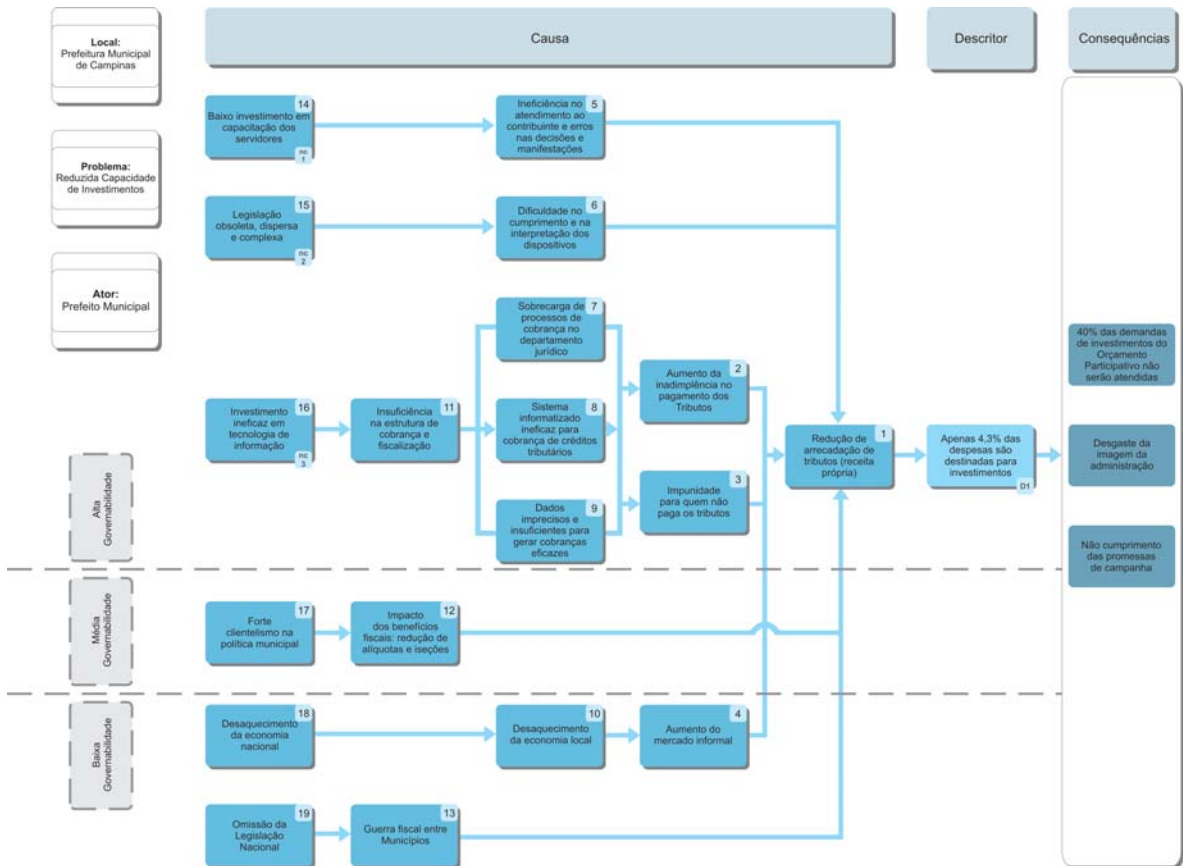 Local:
Prefeitura Municipal
de Campinas
Causa
Descritor
Consequências
Problema:
Reduzida Capacidade
de Investimentos
Ator:
Prefeito Municipal
14
Baixo investimento em
capacitação dos
servidores
nc
1
5
Ineficiência no
atendimento ao
contribuinte e erros
nas decisões e
manifestações
15
Legislação
obsoleta, dispersa
e complexa
nc
2
6
Dificuldade no
cumprimento e na
interpretação dos
dispositivos
7
Sobrecarga de
processos de
cobrança no
departamento
jurídico
16
Investimento
ineficaz em
tecnologia de
informação
nc
3
11
Insuficiência
na estrutura de
cobrança e
fiscalização
8
Sistema
informatizado
ineficaz para
cobrança de créditos
tributários
9
Dados
imprecisos e
insuficientes para
gerar cobranças
eficazes
2
Aumento da
inadimplência no
pagamento dos
Tributos
3
Impunidade
para quem não
paga os tributos
1
Redução de
arrecadação de
tributos (receita
própria)
Apenas 4,3% das
despesas são
destinadas para
investimentos
D1
40% das demandas
de investimentos do
Orçamento
Participativo não
serão atendidas
Desgaste da
imagem da
administração
Não cumprimento
das promessas
de campanha
Alta
Governabilidade
Média
Governabilidade
17
Forte
clientelismo na
política municipal
12
Impacto
dos benefícios
fiscais: redução de
alíquotas e iseções
Baixa
Governabilidade
18
Desaquecimento
da economia
nacional
10
Desaquecimento
da economia local
4
Aumento do
mercado informal
19
Omissão da
Legislação
Nacional
13
Guerra fiscal entre
Municípios